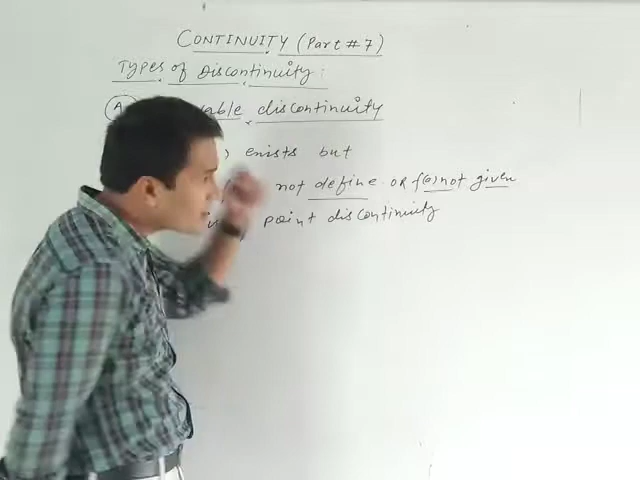 CONTINUITY (Part #7)
Types of Discontinuity:
(A) able discontinuity
) exists but
not define OR f(a) not given
point discontinuity